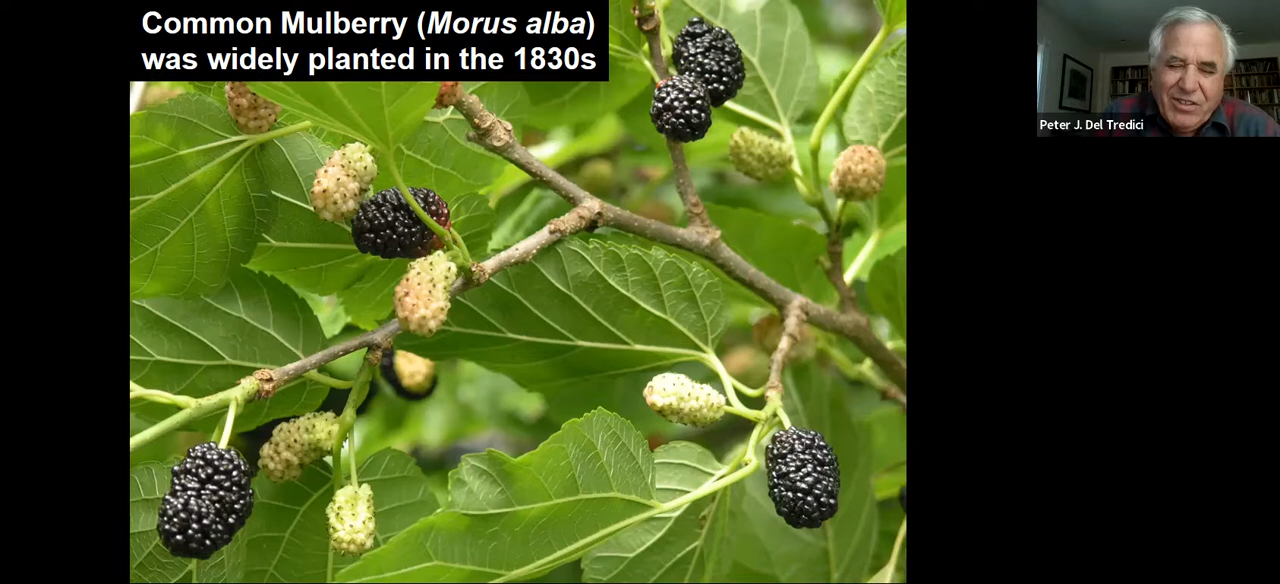 Common Mulberry (Morus alba)
was widely planted in the 1830s
Peter J. Del Tredici